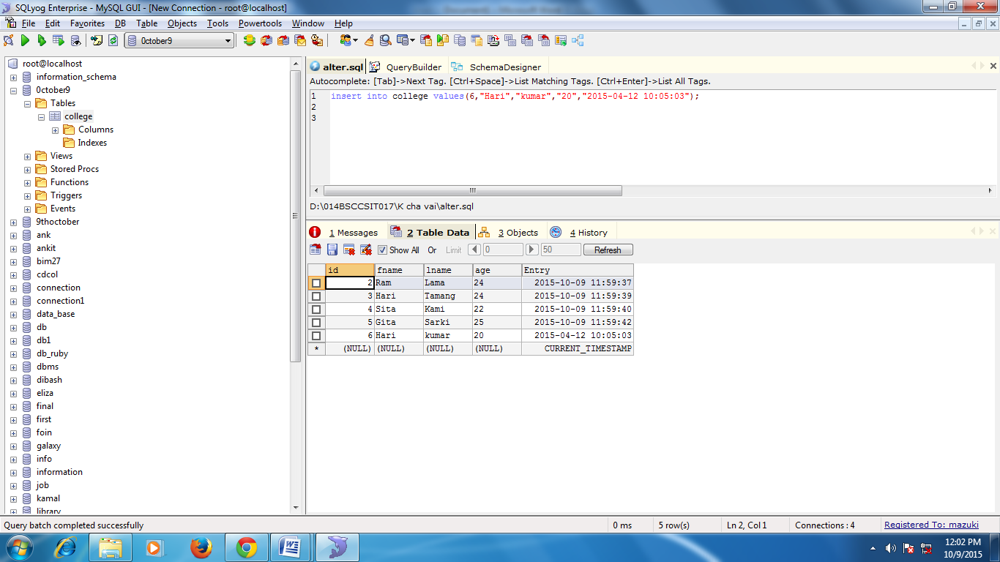 SQLyog Enterprise - MySQL GUI - [New Connection - root@localhost]
File Edit Favorites DB Table Objects Tools Powertools Window Help
0ctober9
root@localhost
information_schema
0ctober9
Tables
college
Columns
Indexes
Views
Stored Procs
Functions
Triggers
Events
9thoctober
ank
ankit
bim27
cdcol
connection
connection1
data_base
db
db1
db_ruby
dbms
dibash
eliza
final
first
foin
galaxy
info
information
job
kamal
library
alter.sql QueryBuilder SchemaDesigner
Autocomplete: [Tab]->Next Tag. [Ctrl+Space]->List Matching Tags. [Ctrl+Enter]->List All Tags.
1 insert into college values(6,"Hari","kumar","20","2015-04-12 10:05:03");
2
3
D:\014BSCCSIT017\K cha vai\alter.sql
1 Messages 2 Table Data 3 Objects 4 History
Show All Or Limit 0 50 Refresh
id fname lname age Entry
2 Ram Lama 24 2015-10-09 11:59:37
3 Hari Tamang 24 2015-10-09 11:59:39
4 Sita Kami 22 2015-10-09 11:59:40
5 Gita Sarki 25 2015-10-09 11:59:42
6 Hari kumar 20 2015-04-12 10:05:03
* (NULL) (NULL) (NULL) (NULL) CURRENT_TIMESTAMP
Query batch completed successfully 0 ms 5 row(s) Ln 2, Col 1 Connections : 4 Registered To: mazuki
12:02 PM
10/9/2015